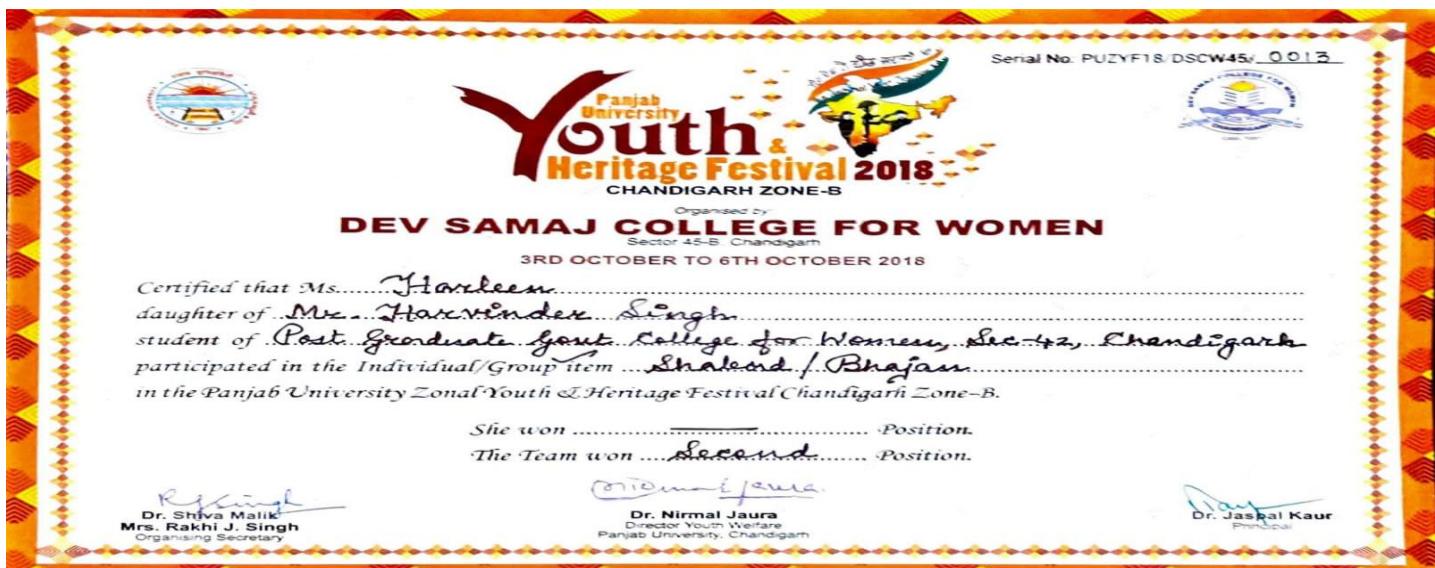 Serial No. PUZYF18/DSCW45/ 0013
Panjab
University
Youth &
Heritage Festival 2018
CHANDIGARH ZONE-B
Organised by
DEV SAMAJ COLLEGE FOR WOMEN
Sector 45-B, Chandigarh
3RD OCTOBER TO 6TH OCTOBER 2018
Certified that Ms. Harleen
daughter of Mr. Harvinder Singh
student of Post Graduate Govt College for Women, Sec-42, Chandigarh
participated in the Individual/Group item Shabad / Bhajan
in the Panjab University Zonal Youth & Heritage Festival Chandigarh Zone-B.
She won ——— Position.
The Team won Second Position.
Dr. Shiva Malik
Mrs. Rakhi J. Singh
Organising Secretary
Dr. Nirmal Jaura
Director Youth Welfare
Panjab University, Chandigarh
Dr. Jaspal Kaur
Principal